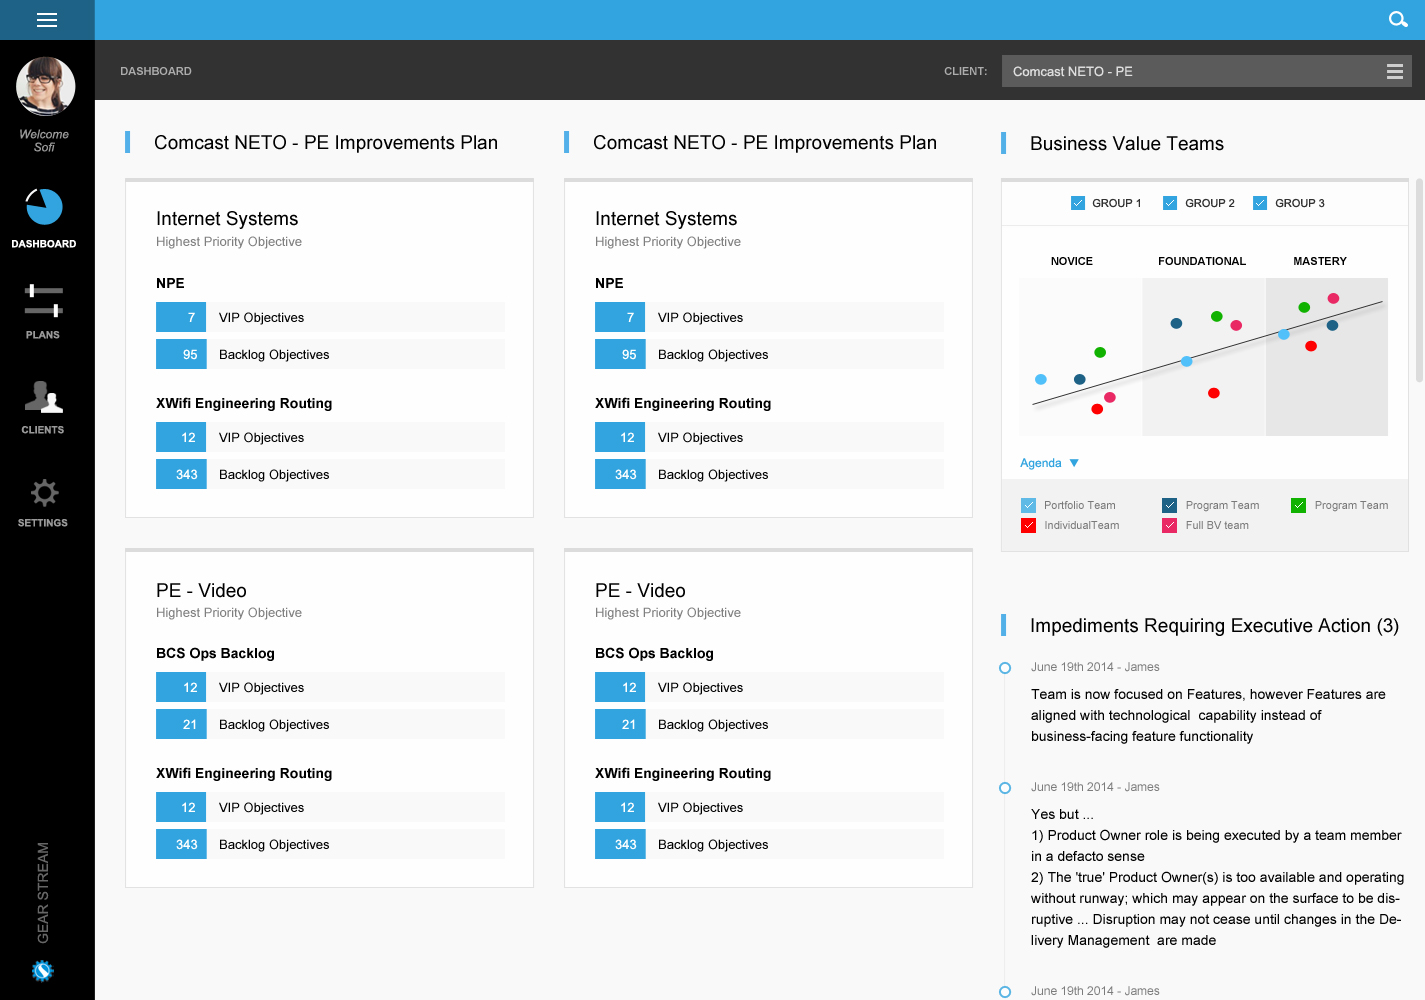 DASHBOARD
CLIENT:
Comcast NETO - PE
Welcome
Sofi
DASHBOARD
PLANS
CLIENTS
SETTINGS
GEAR STREAM
Comcast NETO - PE Improvements Plan
Internet Systems
Highest Priority Objective
NPE
7 VIP Objectives
95 Backlog Objectives
XWifi Engineering Routing
12 VIP Objectives
343 Backlog Objectives
PE - Video
Highest Priority Objective
BCS Ops Backlog
12 VIP Objectives
21 Backlog Objectives
XWifi Engineering Routing
12 VIP Objectives
343 Backlog Objectives
Comcast NETO - PE Improvements Plan
Internet Systems
Highest Priority Objective
NPE
7 VIP Objectives
95 Backlog Objectives
XWifi Engineering Routing
12 VIP Objectives
343 Backlog Objectives
PE - Video
Highest Priority Objective
BCS Ops Backlog
12 VIP Objectives
21 Backlog Objectives
XWifi Engineering Routing
12 VIP Objectives
343 Backlog Objectives
Business Value Teams
GROUP 1 GROUP 2 GROUP 3
NOVICE FOUNDATIONAL MASTERY
Agenda
Portfolio Team Program Team Program Team
IndividualTeam Full BV team
Impediments Requiring Executive Action (3)
June 19th 2014 - James
Team is now focused on Features, however Features are
aligned with technological  capability instead of
business-facing feature functionality
June 19th 2014 - James
Yes but ...
1) Product Owner role is being executed by a team member
in a defacto sense
2) The 'true' Product Owner(s) is too available and operating
without runway; which may appear on the surface to be dis-
ruptive ... Disruption may not cease until changes in the De-
livery Management  are made
June 19th 2014 - James